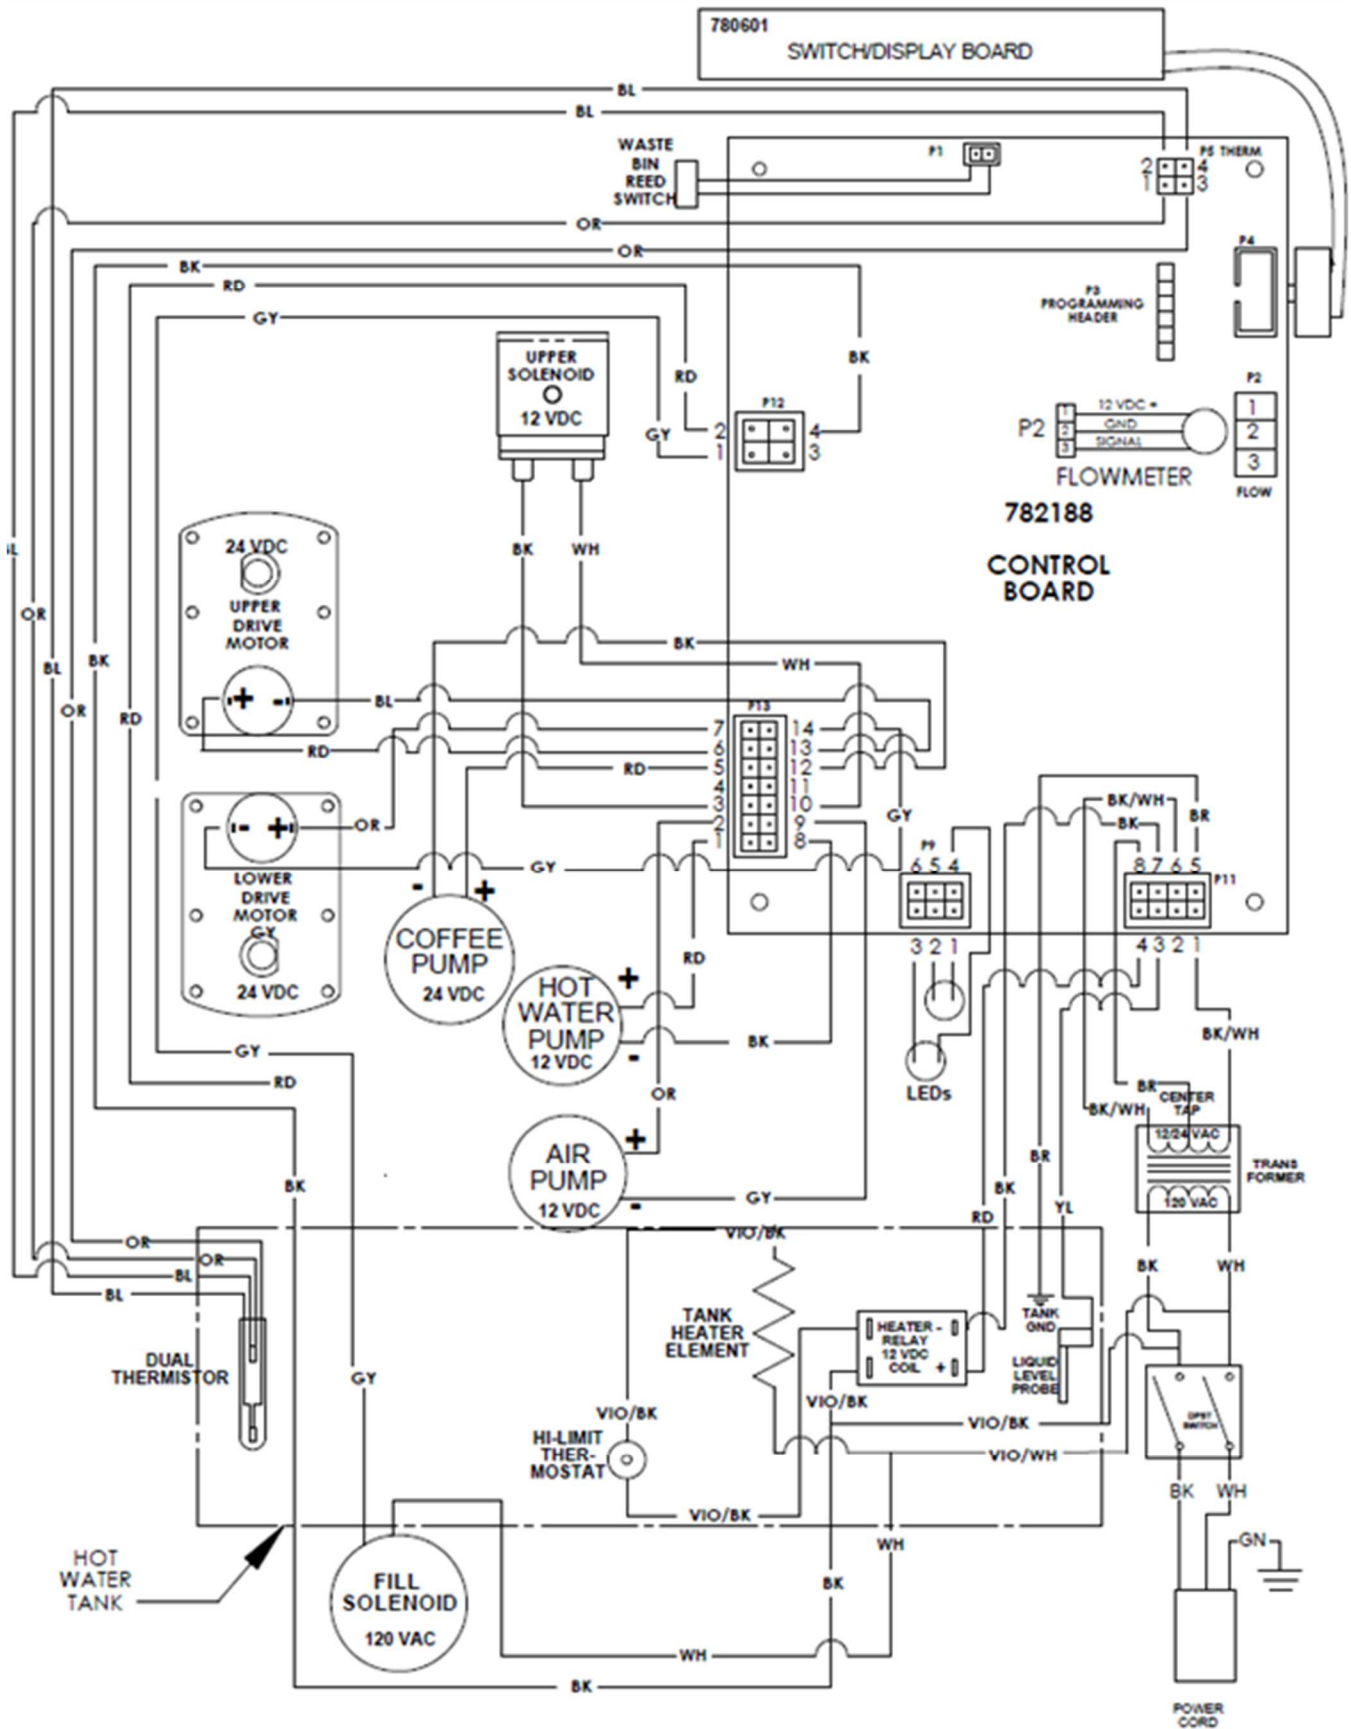 780601
SWITCH/DISPLAY BOARD
BL
BL
WASTE
BIN
REED
SWITCH
P1
P5 THERM
2 4
1 3
OR
OR
BK
RD
GY
P4
P3
PROGRAMMING
HEADER
UPPER
SOLENOID
12 VDC
BK
RD
GY
P12
2 4
1 3
P2
1
2
3
FLOW
P2
1 12 VDC +
2 GND
3 SIGNAL
FLOWMETER
782188
CONTROL
BOARD
BK WH
24 VDC
UPPER
DRIVE
MOTOR
+ -
OR
BL
BK
OR
RD
BK
WH
BL
RD
RD
P13
7 14
6 13
5 12
4 11
3 10
2 9
1 8
- +
OR
GY
LOWER
DRIVE
MOTOR
GY
24 VDC
GY
P9
6 5 4
3 2 1
BK/WH
BK
BR
8 7 6 5
P11
4 3 2 1
- +
COFFEE
PUMP
24 VDC
RD
HOT
WATER
PUMP
12 VDC
+
-
BK
LEDs
BK/WH
GY
RD
OR
BR
CENTER
TAP
BK/WH
12/24 VAC
TRANS
FORMER
120 VAC
AIR
PUMP
12 VDC
+
-
GY
BK
BR
BK
YL
RD
VIO/BK
OR
OR
BL
BL
BK
WH
TANK
HEATER
ELEMENT
HEATER -
RELAY
12 VDC
COIL +
TANK
GND
LIQUID
LEVEL
PROBE
DUAL
THERMISTOR
GY
VIO/BK
VIO/BK
VIO/BK
VIO/WH
DPST
SWITCH
HI-LIMIT
THER-
MOSTAT
VIO/BK
BK WH
GN
WH
BK
HOT
WATER
TANK
FILL
SOLENOID
120 VAC
WH
BK
POWER
CORD